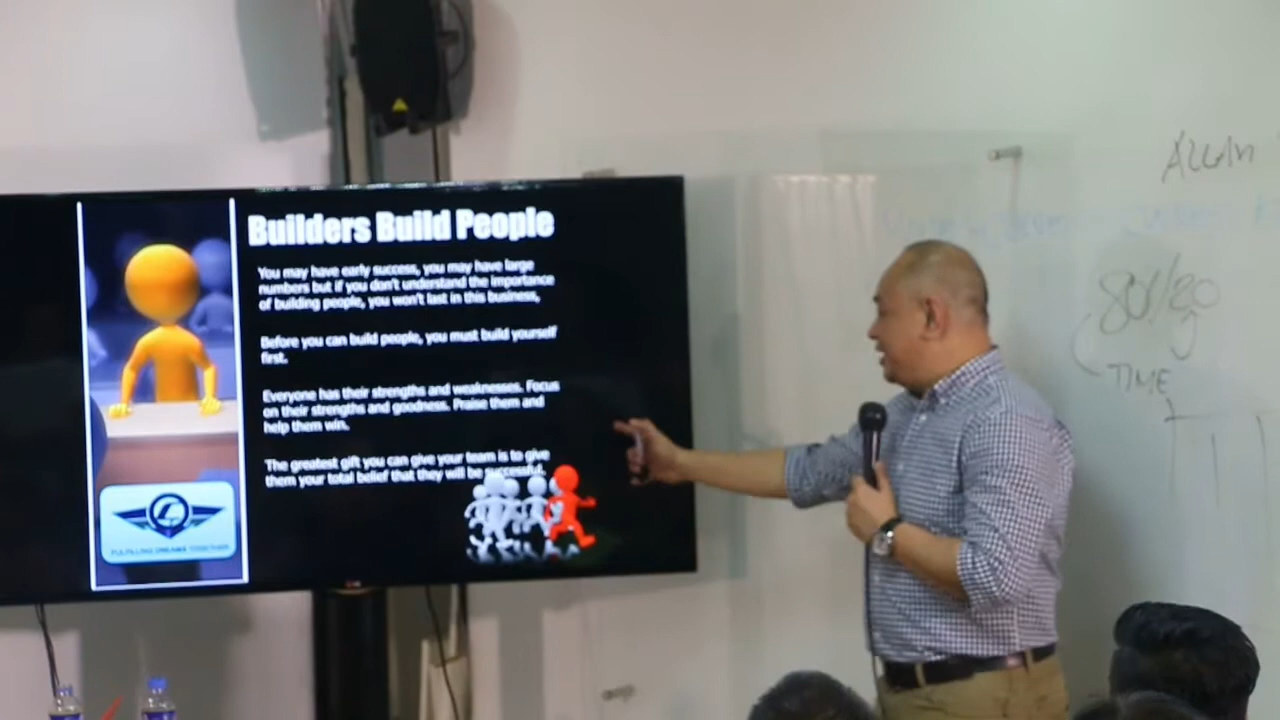 Builders Build People
You may have early success, you may have large
numbers but if you don't understand the importance
of building people, you won't last in this business,
Before you can build people, you must build yourself
first.
Everyone has their strengths and weaknesses. Focus
on their strengths and goodness. Praise them and
help them win.
The greatest gift you can give your team is to give
them your total belief that they will be successful.
FULFILLING DREAMS TOGETHER
ALLAN
80/20
TIME